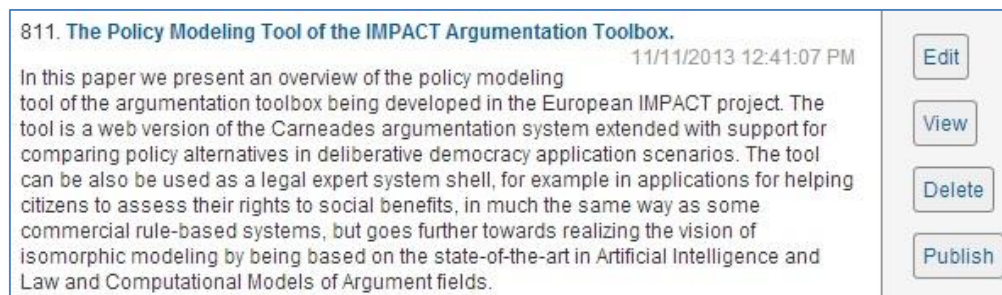 811. The Policy Modeling Tool of the IMPACT Argumentation Toolbox.
11/11/2013 12:41:07 PM
In this paper we present an overview of the policy modeling
tool of the argumentation toolbox being developed in the European IMPACT project. The
tool is a web version of the Carneades argumentation system extended with support for
comparing policy alternatives in deliberative democracy application scenarios. The tool
can be also be used as a legal expert system shell, for example in applications for helping
citizens to assess their rights to social benefits, in much the same way as some
commercial rule-based systems, but goes further towards realizing the vision of
isomorphic modeling by being based on the state-of-the-art in Artificial Intelligence and
Law and Computational Models of Argument fields.
Edit
View
Delete
Publish